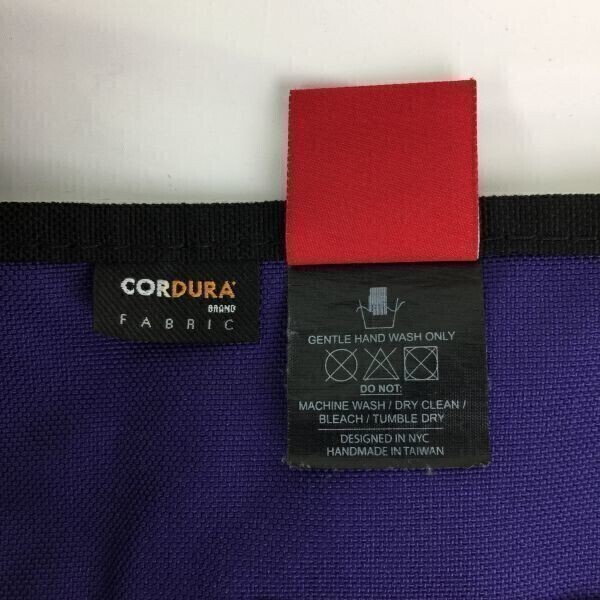 CORDURA®
BRAND
FABRIC
GENTLE HAND WASH ONLY
DO NOT:
MACHINE WASH / DRY CLEAN /
BLEACH / TUMBLE DRY
DESIGNED IN NYC
HANDMADE IN TAIWAN